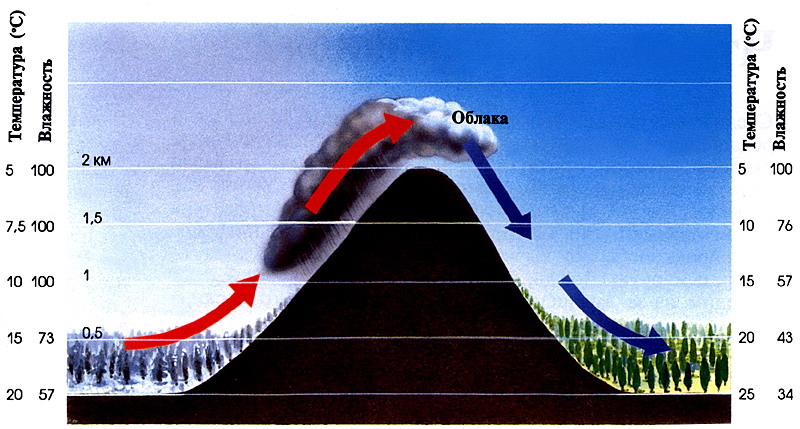 Температура (°C)
Влажность
Температура (°C)
Влажность
Облака
5 100 2 км 5 100
7,5 100 1,5 10 76
10 100 1 15 57
15 73 0.5 20 43
20 57 25 34